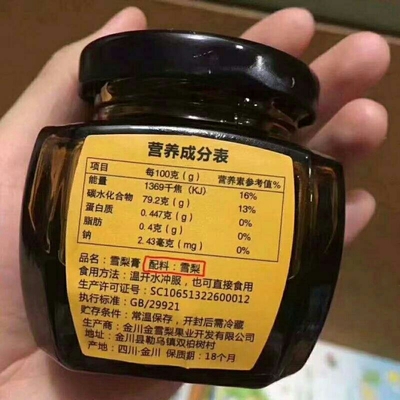 营养成分表
项目 每100克(g) 营养素参考值%
能量 1369千焦(KJ) 16%
碳水化合物 79.2克(g) 13%
蛋白质 0.447克(g) 0%
脂肪 0.4克(g) 0%
钠 2.43毫克(mg) 0%
品名:雪梨膏 配料:雪梨
食用方法:温开水冲服,也可直接食用
生产许可证号:SC10651322600012
执行标准:GB/29921
贮存条件:常温保存,开封后需冷藏
生产商:金川金雪梨果业开发有限公司
地址:金川县勒乌镇双柏树村
产地:四川·金川 保质期:18个月